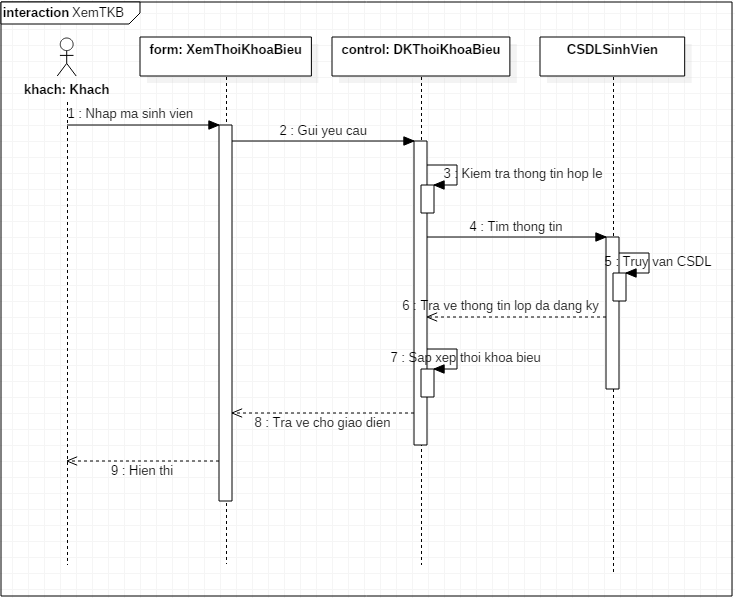 interaction XemTKB
form: XemThoiKhoaBieu
control: DKThoiKhoaBieu
CSDLSinhVien
khach: Khach
1 : Nhap ma sinh vien
2 : Gui yeu cau
3 : Kiem tra thong tin hop le
4 : Tim thong tin
5 : Truy van CSDL
6 : Tra ve thong tin lop da dang ky
7 : Sap xep thoi khoa bieu
8 : Tra ve cho giao dien
9 : Hien thi